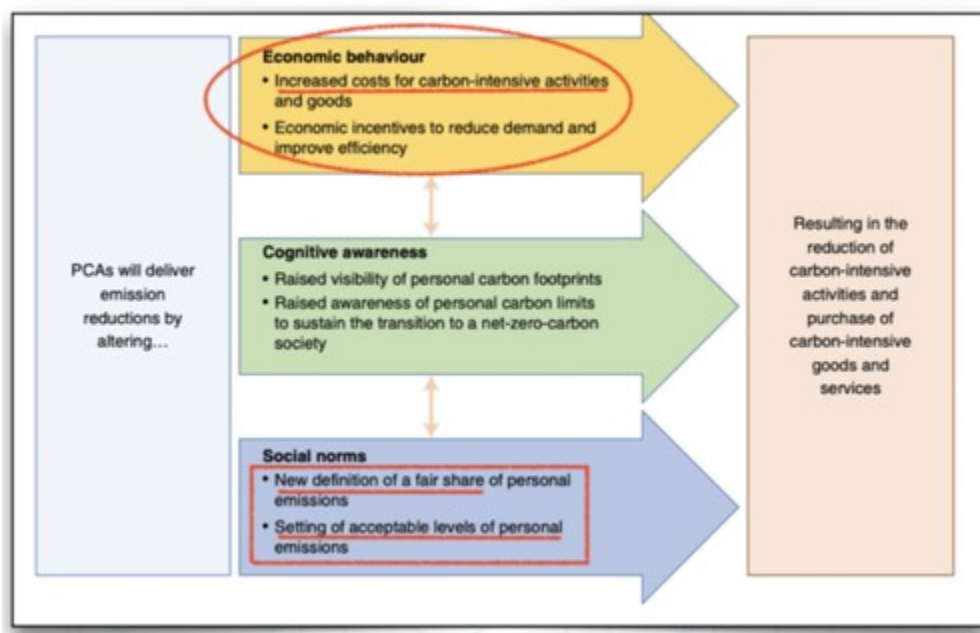 PCAs will deliver
emission
reductions by
altering...
Economic behaviour
• Increased costs for carbon-intensive activities
and goods
• Economic incentives to reduce demand and
improve efficiency
Cognitive awareness
• Raised visibility of personal carbon footprints
• Raised awareness of personal carbon limits
to sustain the transition to a net-zero-carbon
society
Social norms
• New definition of a fair share of personal
emissions
• Setting of acceptable levels of personal
emissions
Resulting in the
reduction of
carbon-intensive
activities and
purchase of
carbon-intensive
goods and
services